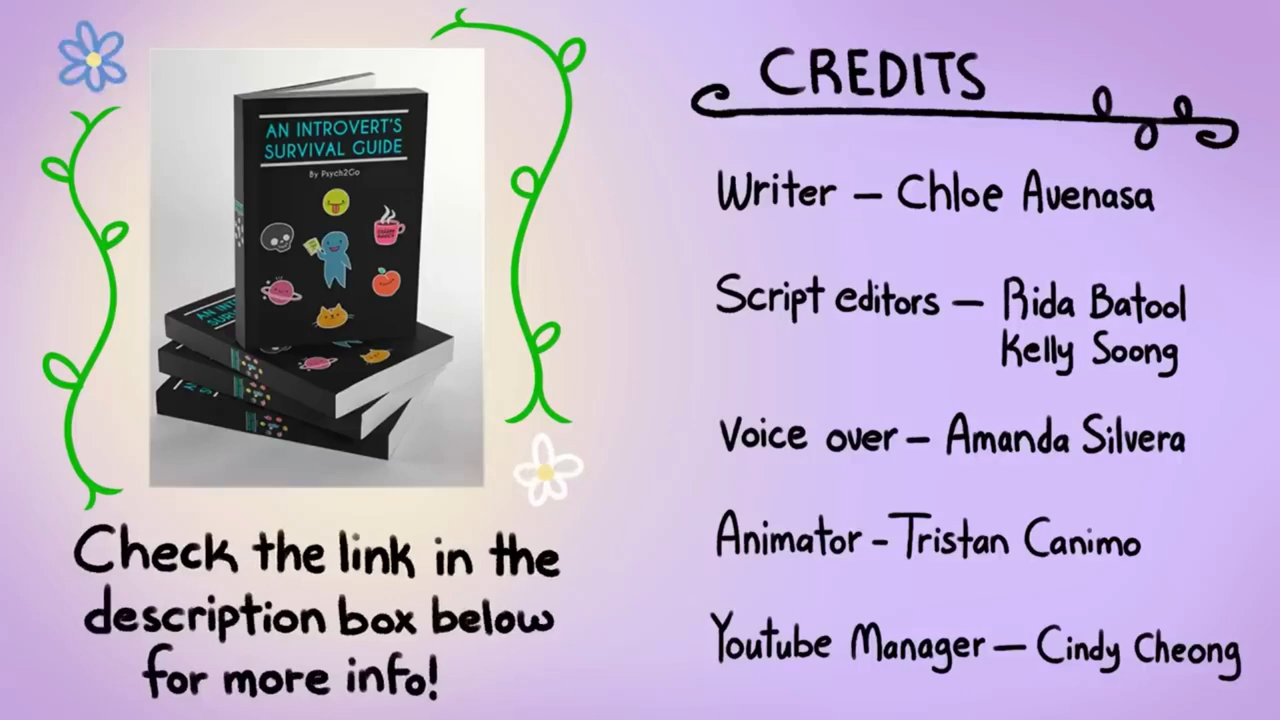 AN INTROVERT'S
SURVIVAL GUIDE
By Psych2Go
Check the link in the
description box below
for more info!
CREDITS
Writer – Chloe Avenasa
Script editors – Rida Batool
Kelly Soong
Voice over – Amanda Silvera
Animator - Tristan Canimo
Youtube Manager – Cindy Cheong